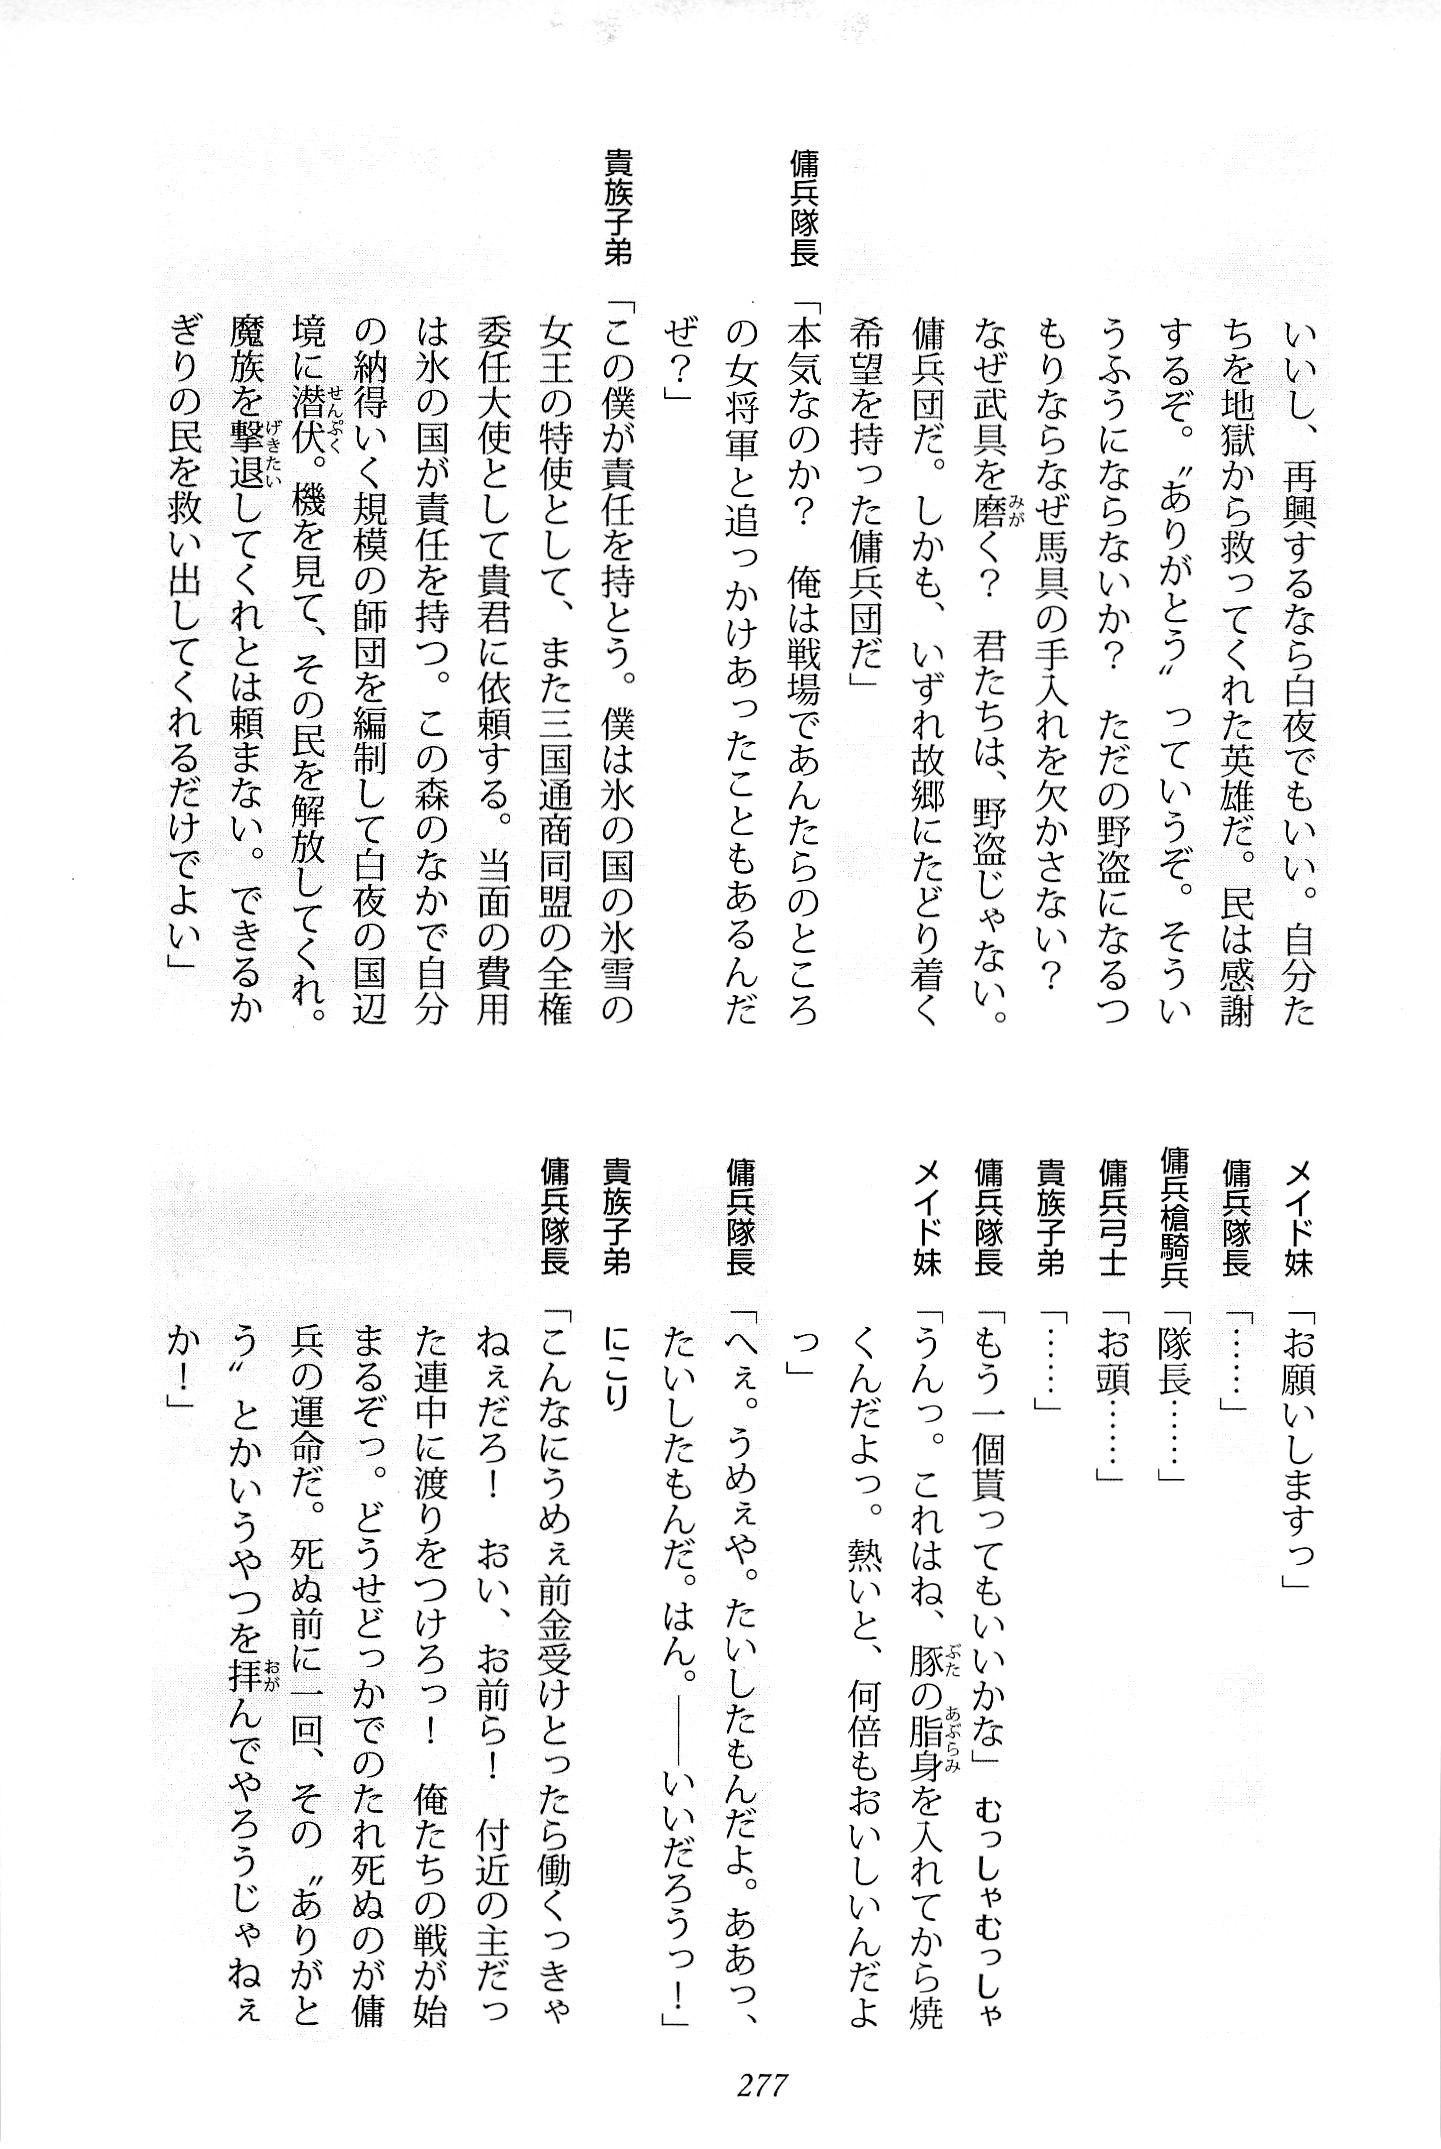 いいし、再興するなら白夜でもいい。自分た
ちを地獄から救ってくれた英雄だ。民は感謝
するぞ。〝ありがとう〟っていうぞ。そうい
うふうにならないか？　ただの野盗になるつ
もりならなぜ馬具の手入れを欠かさない？
なぜ武具を磨く？　君たちは、野盗じゃない。
傭兵団だ。しかも、いずれ故郷にたどり着く
希望を持った傭兵団だ」
傭兵隊長「本気なのか？　俺は戦場であんたらのところ
の女将軍と追っかけあったこともあるんだ
ぜ？」
貴族子弟「この僕が責任を持とう。僕は氷の国の氷雪の
女王の特使として、また三国通商同盟の全権
委任大使として貴君に依頼する。当面の費用
は氷の国が責任を持つ。この森のなかで自分
の納得いく規模の師団を編制して白夜の国辺
境に潜伏。機を見て、その民を解放してくれ。
魔族を撃退してくれとは頼まない。できるか
ぎりの民を救い出してくれるだけでよい」
メイド妹「お願いしますっ」
傭兵隊長「……」
傭兵槍騎兵「隊長……」
傭兵弓士「お頭……」
貴族子弟「……」
傭兵隊長「もう一個貰ってもいいかな」むっしゃむっしゃ
メイド妹「うんっ。これはね、豚の脂身を入れてから焼
くんだよっ。熱いと、何倍もおいしいんだよ
っ」
傭兵隊長「へぇ。うめぇや。たいしたもんだよ。ああっ、
たいしたもんだ。はん。――いいだろうっ！」
貴族子弟　にこり
傭兵隊長「こんなにうめぇ前金受けとったら働くっきゃ
ねぇだろ！　おい、お前ら！　付近の主だっ
た連中に渡りをつけろっ！　俺たちの戦が始
まるぞっ。どうせどっかでのたれ死ぬのが傭
兵の運命だ。死ぬ前に一回、その〝ありがと
う〟とかいうやつを拝んでやろうじゃねぇ
か！」
277